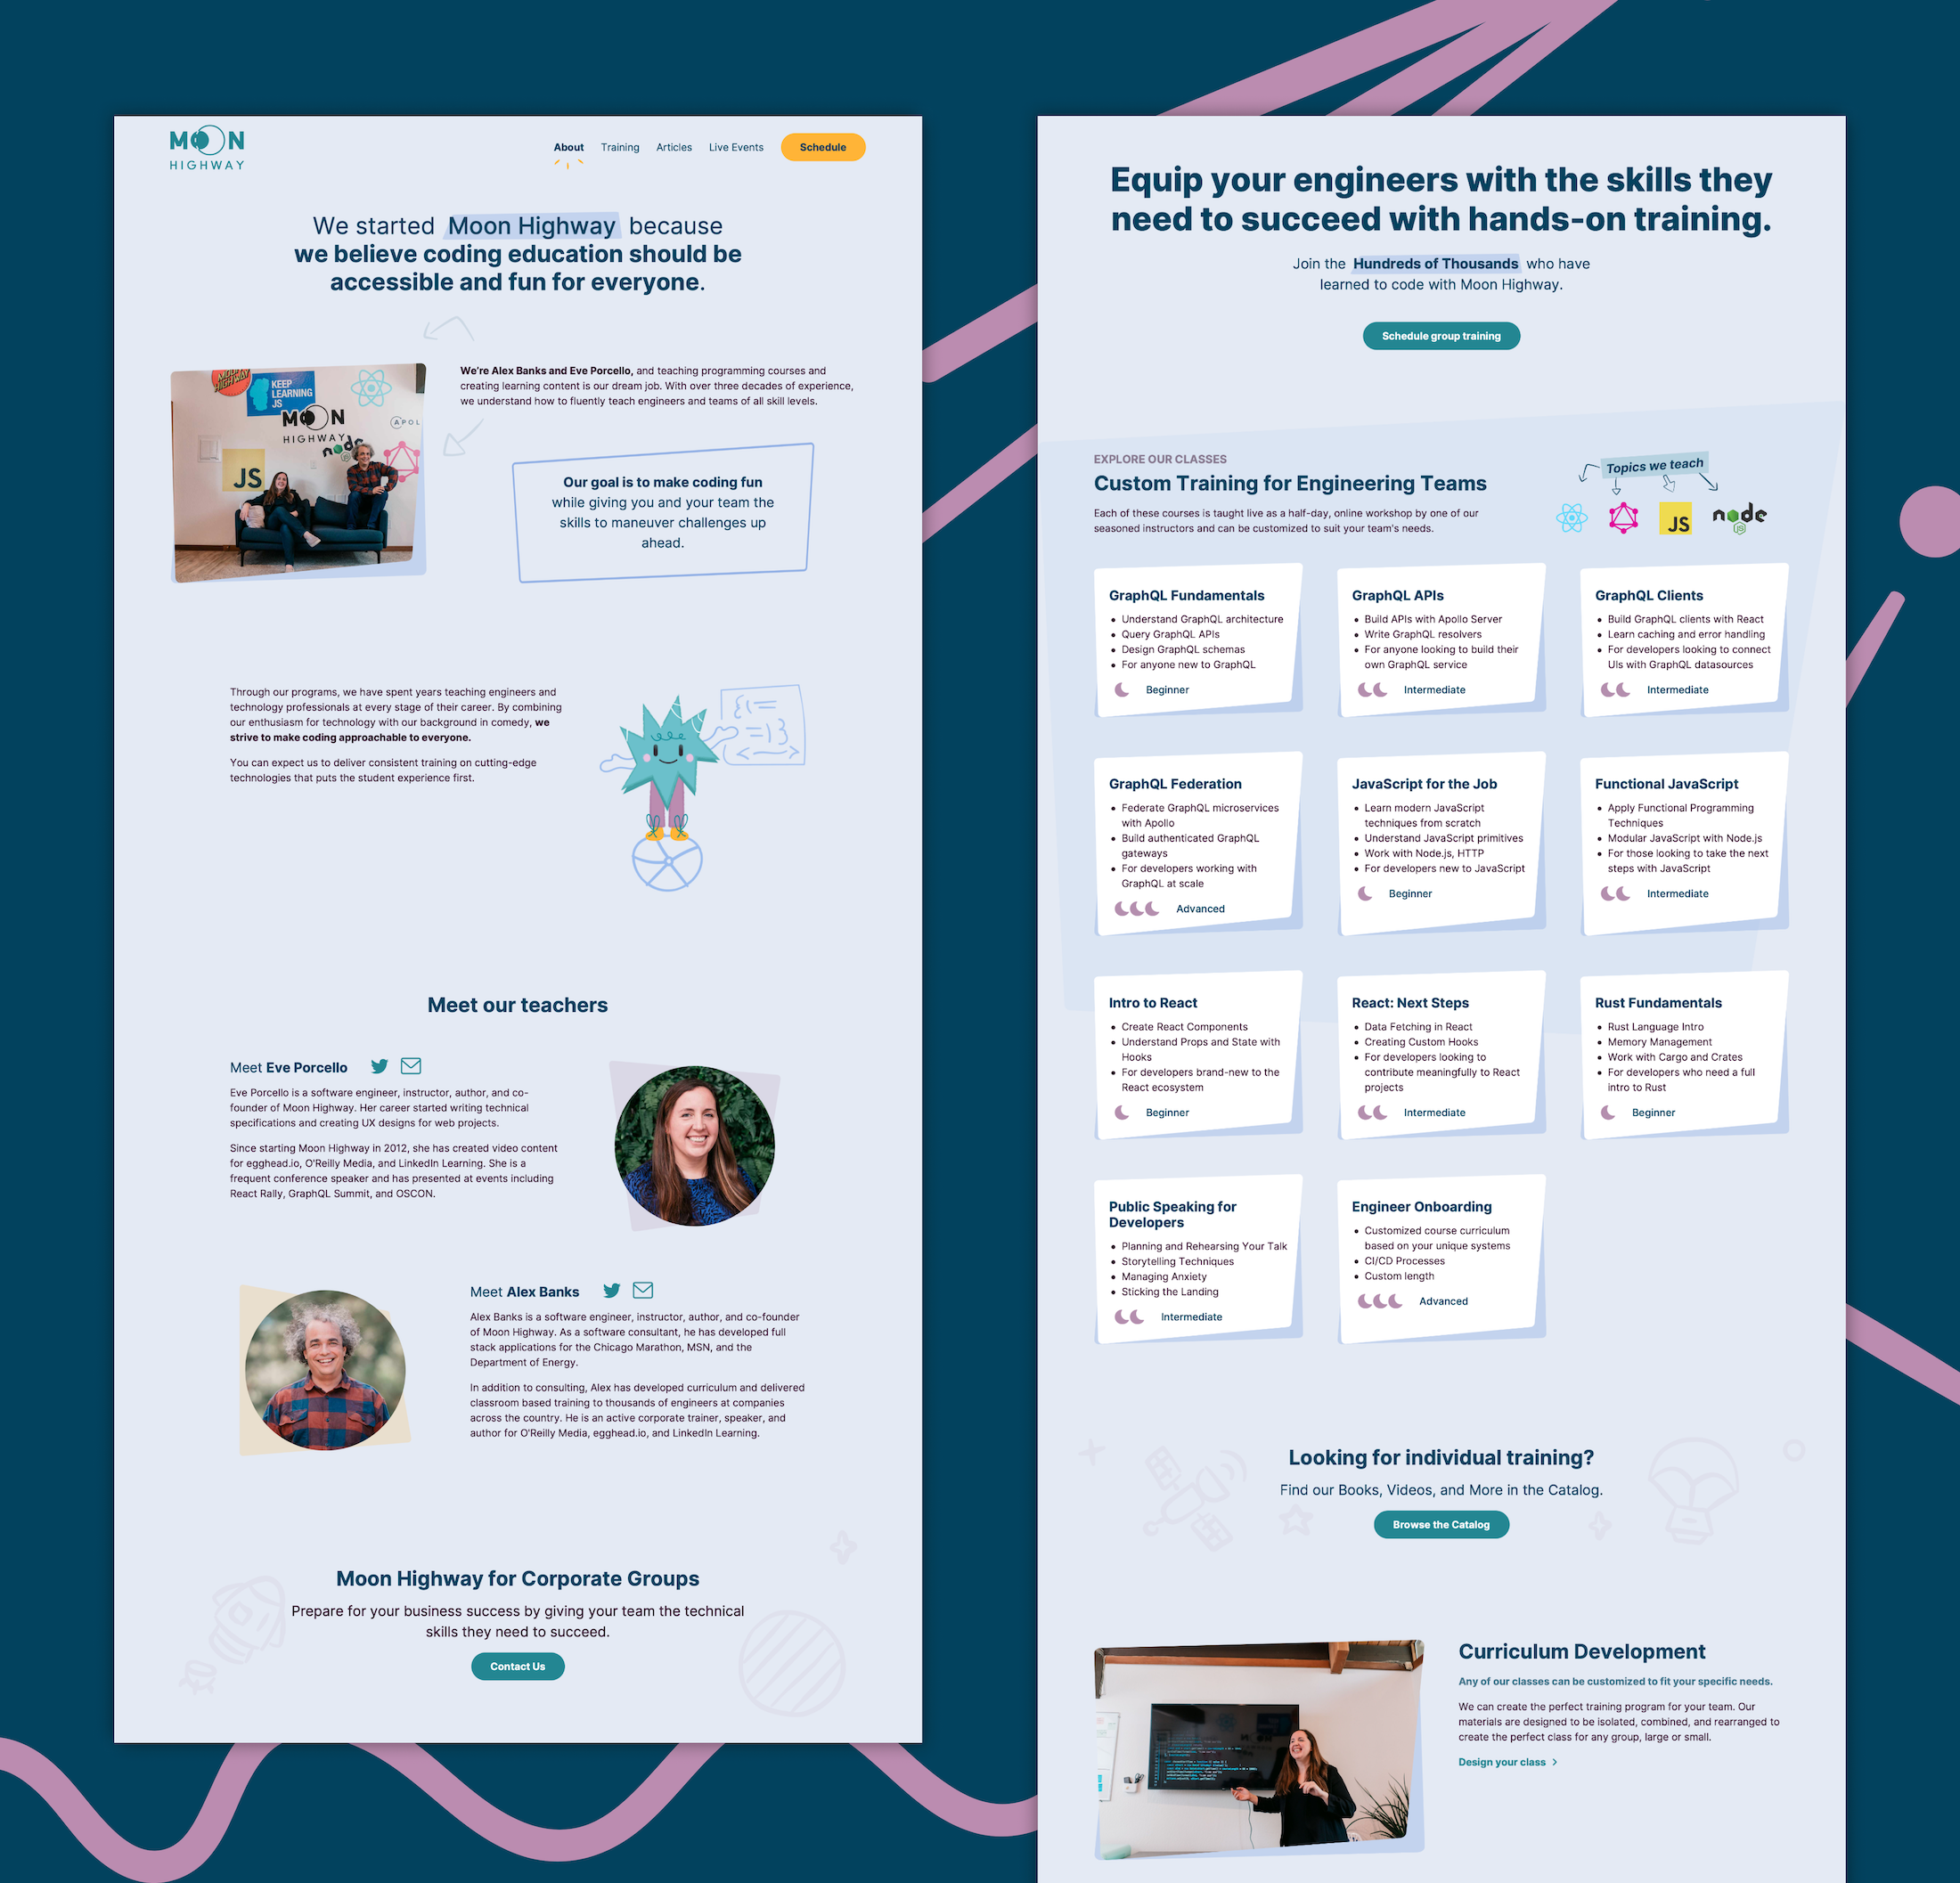 MOON
HIGHWAY
About
Training
Articles
Live Events
Schedule
We started Moon Highway because
we believe coding education should be
accessible and fun for everyone.
KEEP
LEARNING
JS
MOON
HIGHWAY
node
APOL
JS
We're Alex Banks and Eve Porcello, and teaching programming courses and
creating learning content is our dream job. With over three decades of experience,
we understand how to fluently teach engineers and teams of all skill levels.
Our goal is to make coding fun
while giving you and your team the
skills to maneuver challenges up
ahead.
Through our programs, we have spent years teaching engineers and
technology professionals at every stage of their career. By combining
our enthusiasm for technology with our background in comedy, we
strive to make coding approachable to everyone.
You can expect us to deliver consistent training on cutting-edge
technologies that puts the student experience first.
Meet our teachers
Meet Eve Porcello
Eve Porcello is a software engineer, instructor, author, and co-
founder of Moon Highway. Her career started writing technical
specifications and creating UX designs for web projects.
Since starting Moon Highway in 2012, she has created video content
for egghead.io, O'Reilly Media, and LinkedIn Learning. She is a
frequent conference speaker and has presented at events including
React Rally, GraphQL Summit, and OSCON.
Meet Alex Banks
Alex Banks is a software engineer, instructor, author, and co-founder
of Moon Highway. As a software consultant, he has developed full
stack applications for the Chicago Marathon, MSN, and the
Department of Energy.
In addition to consulting, Alex has developed curriculum and delivered
classroom based training to thousands of engineers at companies
across the country. He is an active corporate trainer, speaker, and
author for O'Reilly Media, egghead.io, and LinkedIn Learning.
Moon Highway for Corporate Groups
Prepare for your business success by giving your team the technical
skills they need to succeed.
Contact Us
Equip your engineers with the skills they
need to succeed with hands-on training.
Join the Hundreds of Thousands who have
learned to code with Moon Highway.
Schedule group training
EXPLORE OUR CLASSES
Custom Training for Engineering Teams
Each of these courses is taught live as a half-day, online workshop by one of our
seasoned instructors and can be customized to suit your team's needs.
Topics we teach
JS
node
JS
GraphQL Fundamentals
• Understand GraphQL architecture
• Query GraphQL APIs
• Design GraphQL schemas
• For anyone new to GraphQL
Beginner
GraphQL APIs
• Build APIs with Apollo Server
• Write GraphQL resolvers
• For anyone looking to build their
own GraphQL service
Intermediate
GraphQL Clients
• Build GraphQL clients with React
• Learn caching and error handling
• For developers looking to connect
UIs with GraphQL datasources
Intermediate
GraphQL Federation
• Federate GraphQL microservices
with Apollo
• Build authenticated GraphQL
gateways
• For developers working with
GraphQL at scale
Advanced
JavaScript for the Job
• Learn modern JavaScript
techniques from scratch
• Understand JavaScript primitives
• Work with Node.js, HTTP
• For developers new to JavaScript
Beginner
Functional JavaScript
• Apply Functional Programming
Techniques
• Modular JavaScript with Node.js
• For those looking to take the next
steps with JavaScript
Intermediate
Intro to React
• Create React Components
• Understand Props and State with
Hooks
• For developers brand-new to the
React ecosystem
Beginner
React: Next Steps
• Data Fetching in React
• Creating Custom Hooks
• For developers looking to
contribute meaningfully to React
projects
Intermediate
Rust Fundamentals
• Rust Language Intro
• Memory Management
• Work with Cargo and Crates
• For developers who need a full
intro to Rust
Beginner
Public Speaking for
Developers
• Planning and Rehearsing Your Talk
• Storytelling Techniques
• Managing Anxiety
• Sticking the Landing
Intermediate
Engineer Onboarding
• Customized course curriculum
based on your unique systems
• CI/CD Processes
• Custom length
Advanced
Looking for individual training?
Find our Books, Videos, and More in the Catalog.
Browse the Catalog
Curriculum Development
Any of our classes can be customized to fit your specific needs.
We can create the perfect training program for your team. Our
materials are designed to be isolated, combined, and rearranged to
create the perfect class for any group, large or small.
Design your class